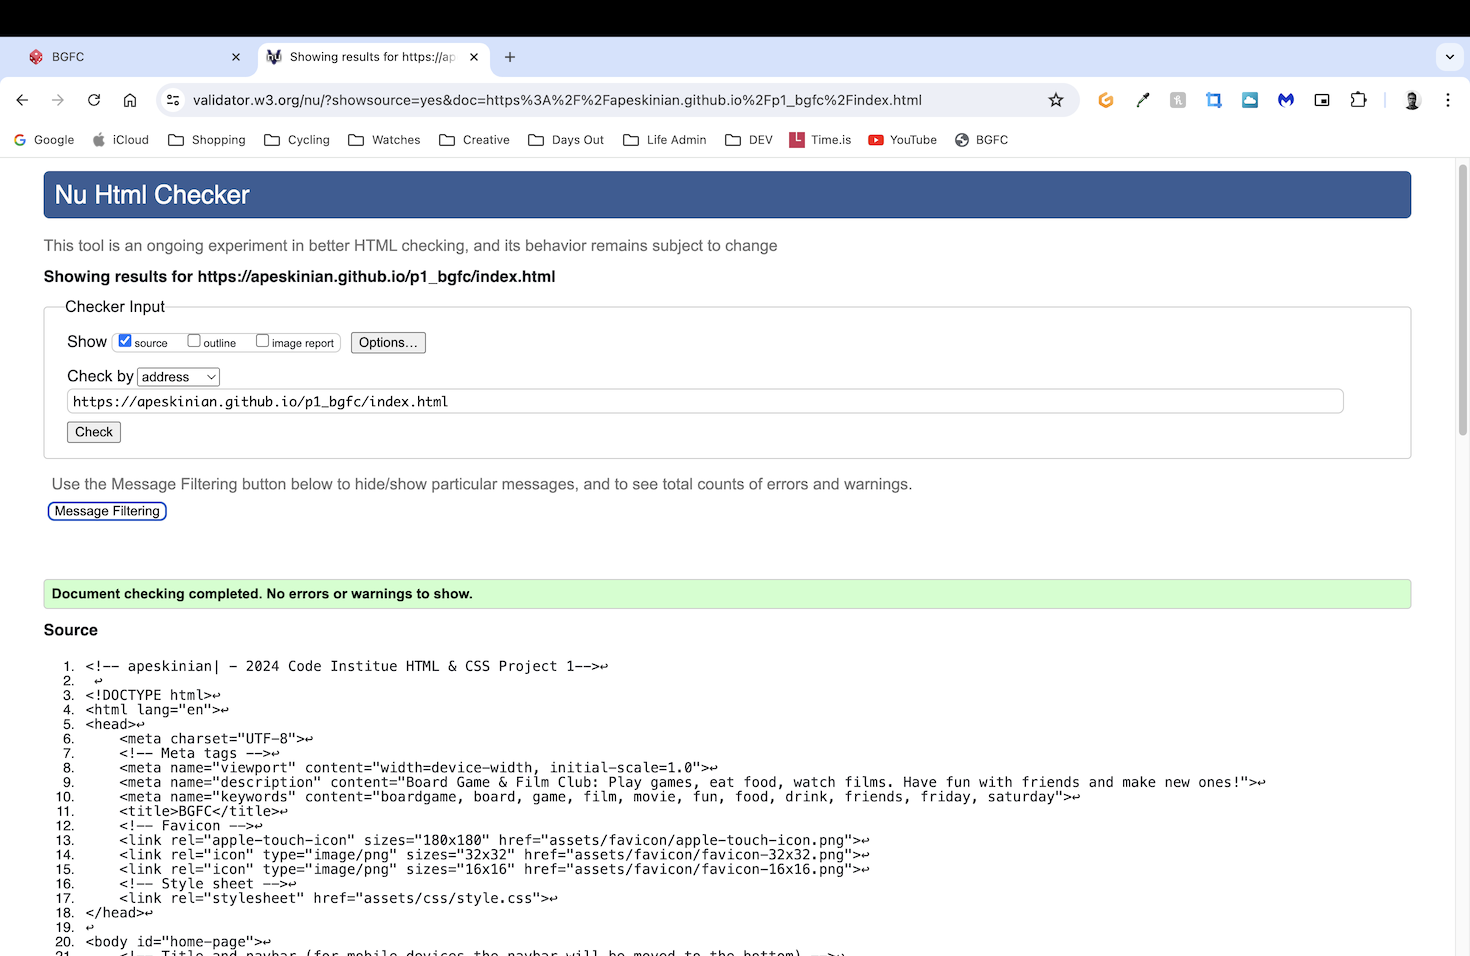 BGFC
Showing results for https://ap
validator.w3.org/nu/?showsource=yes&doc=https%3A%2F%2Fapeskinian.github.io%2Fp1_bgfc%2Findex.html
Google iCloud Shopping Cycling Watches Creative Days Out Life Admin DEV Time.is YouTube BGFC
Nu Html Checker
This tool is an ongoing experiment in better HTML checking, and its behavior remains subject to change
Showing results for https://apeskinian.github.io/p1_bgfc/index.html
Checker Input
Show source outline image report Options…
Check by address
https://apeskinian.github.io/p1_bgfc/index.html
Check
Use the Message Filtering button below to hide/show particular messages, and to see total counts of errors and warnings.
Message Filtering
Document checking completed. No errors or warnings to show.
Source
1. <!-- apeskinian| - 2024 Code Institue HTML & CSS Project 1-->↩
2. ↩
3. <!DOCTYPE html>↩
4. <html lang="en">↩
5. <head>↩
6. <meta charset="UTF-8">↩
7. <!-- Meta tags -->↩
8. <meta name="viewport" content="width=device-width, initial-scale=1.0">↩
9. <meta name="description" content="Board Game & Film Club: Play games, eat food, watch films. Have fun with friends and make new ones!">↩
10. <meta name="keywords" content="boardgame, board, game, film, movie, fun, food, drink, friends, friday, saturday">↩
11. <title>BGFC</title>↩
12. <!-- Favicon -->↩
13. <link rel="apple-touch-icon" sizes="180x180" href="assets/favicon/apple-touch-icon.png">↩
14. <link rel="icon" type="image/png" sizes="32x32" href="assets/favicon/favicon-32x32.png">↩
15. <link rel="icon" type="image/png" sizes="16x16" href="assets/favicon/favicon-16x16.png">↩
16. <!-- Style sheet -->↩
17. <link rel="stylesheet" href="assets/css/style.css">↩
18. </head>↩
19. ↩
20. <body id="home-page">↩
21. <!-- Title and navbar (for mobile devices the navbar will be moved to the bottom) -->↩